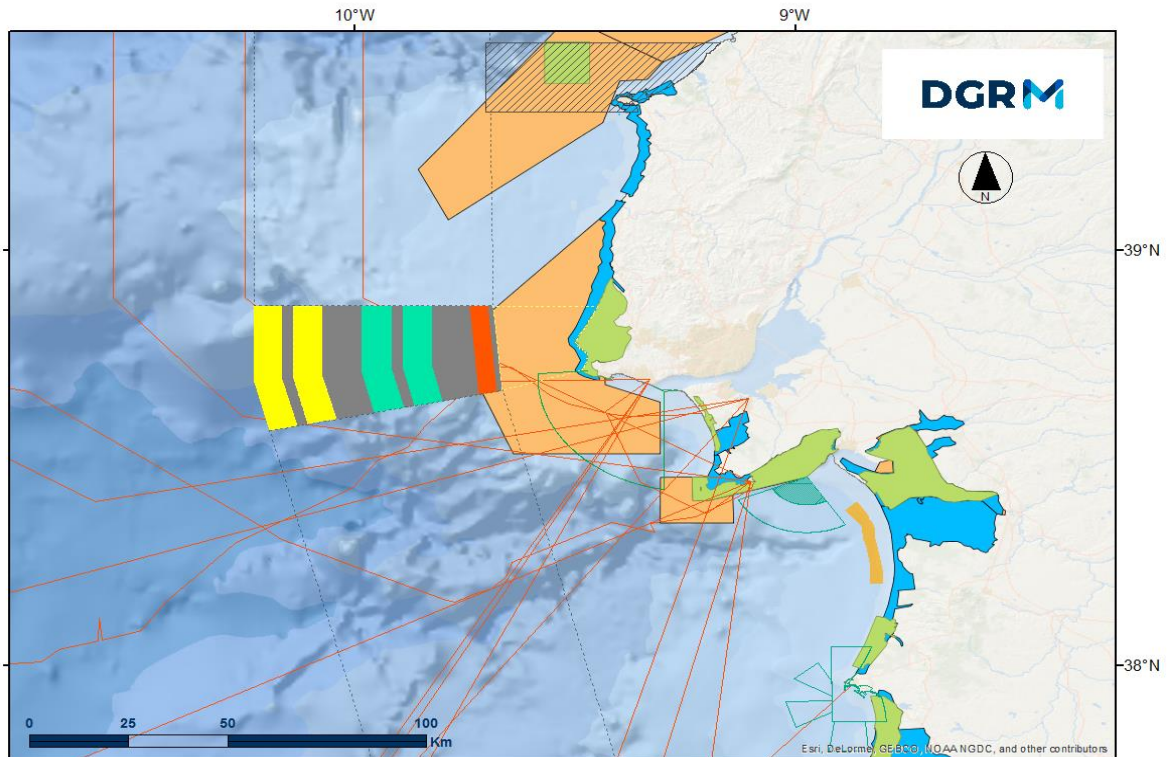 10°W
9°W
DGRM
N
39°N
38°N
0
25
50
100
Km
Esri, DeLorme, GEBCO, NOAA NGDC, and other contributors